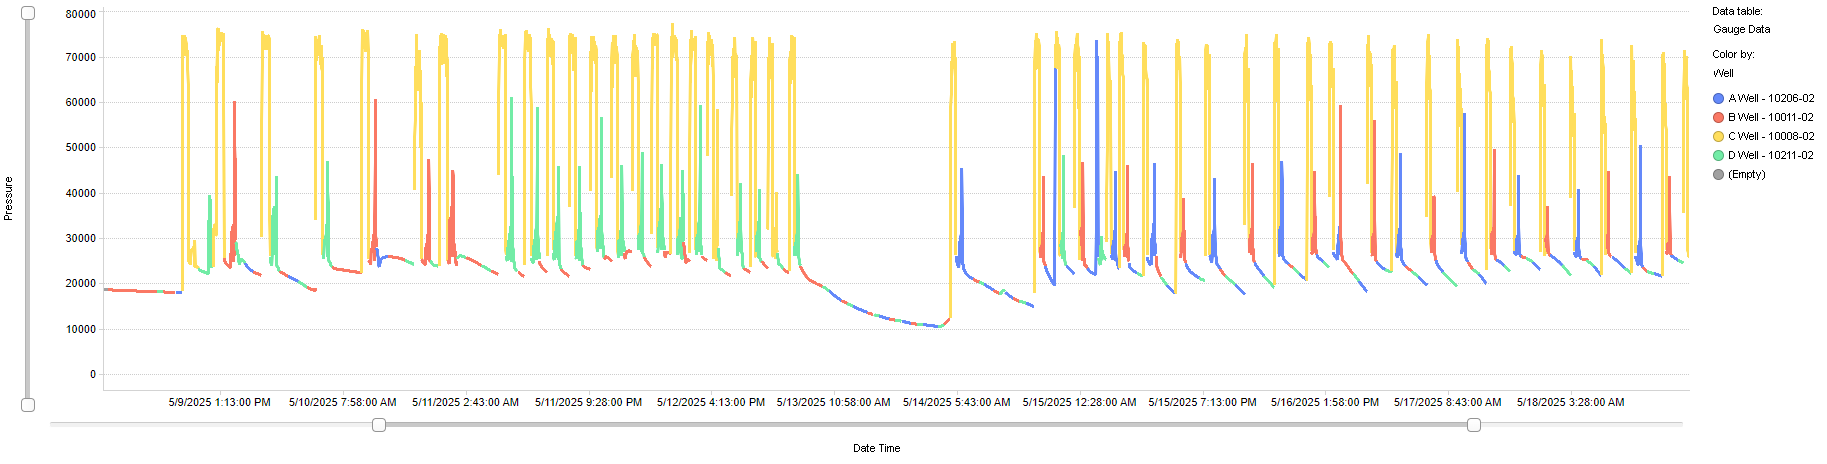 80000
70000
60000
50000
40000
30000
20000
10000
0
Pressure
5/9/2025 1:13:00 PM 5/10/2025 7:58:00 AM 5/11/2025 2:43:00 AM 5/11/2025 9:28:00 PM 5/12/2025 4:13:00 PM 5/13/2025 10:58:00 AM 5/14/2025 5:43:00 AM 5/15/2025 12:28:00 AM 5/15/2025 7:13:00 PM 5/16/2025 1:58:00 PM 5/17/2025 8:43:00 AM 5/18/2025 3:28:00 AM
Date Time
Data table:
Gauge Data
Color by:
Well
A Well - 10206-02
B Well - 10011-02
C Well - 10008-02
D Well - 10211-02
(Empty)